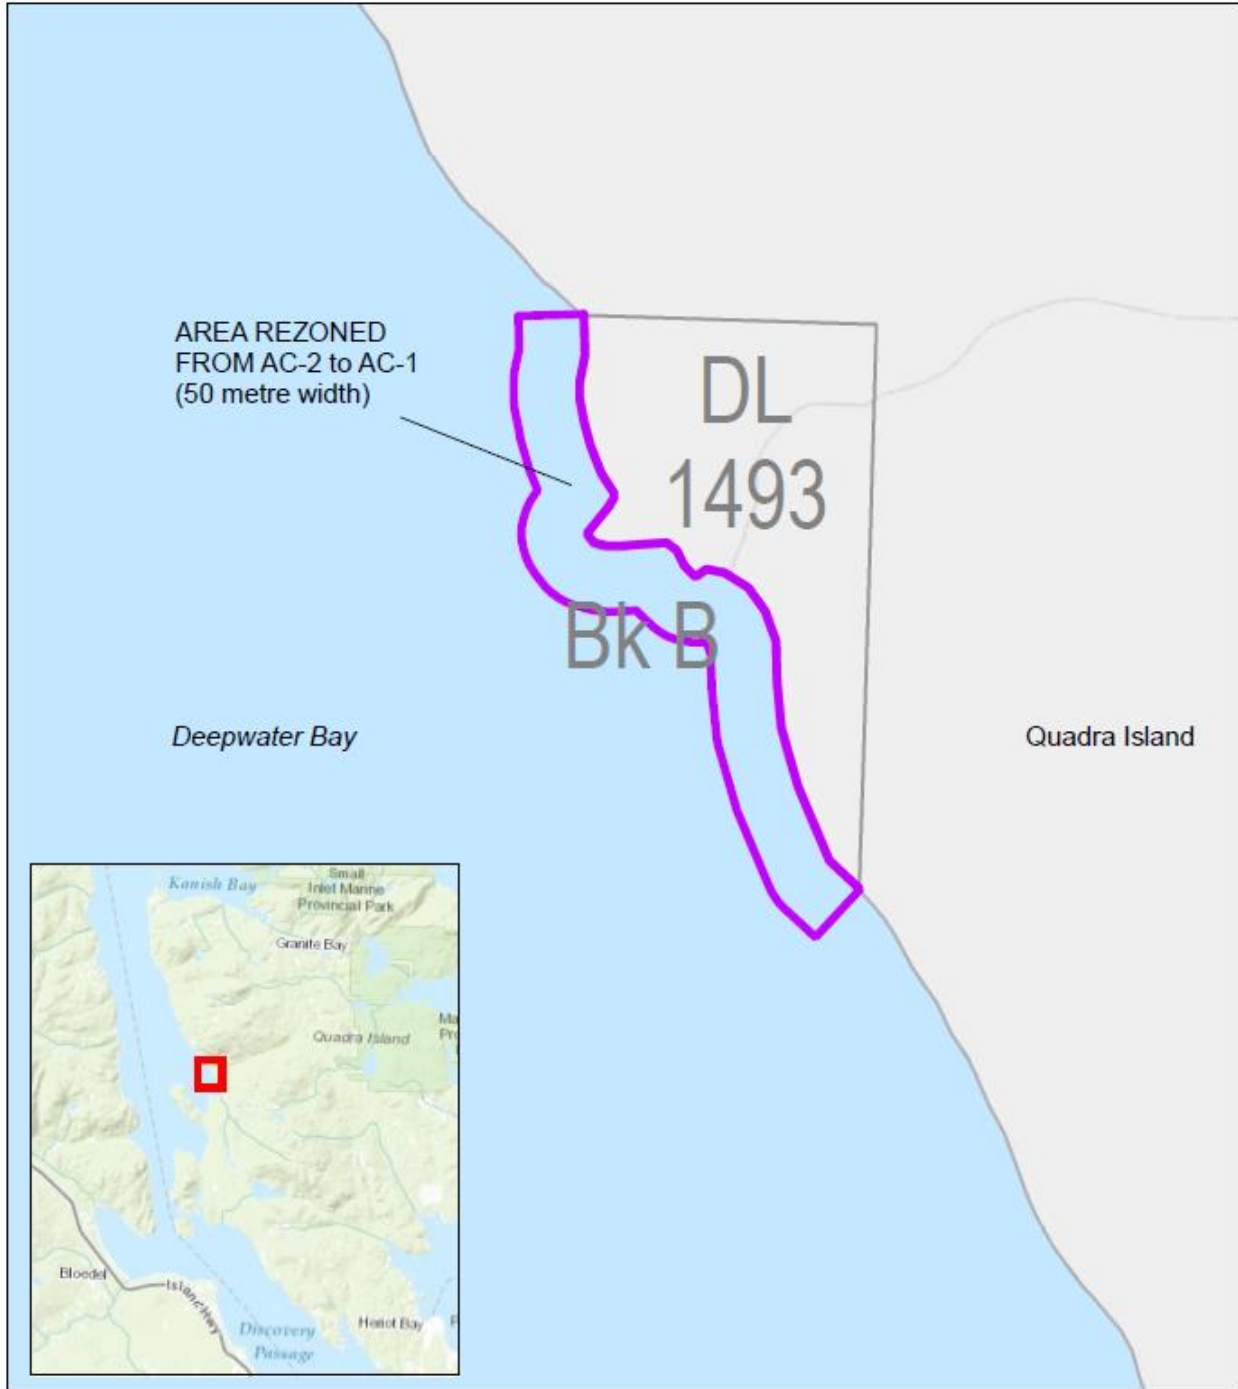 AREA REZONED
FROM AC-2 to AC-1
(50 metre width)
DL
1493
Bk B
Deepwater Bay
Quadra Island
Kanish Bay
Small
Inlet Marine
Provincial Park
Granite Bay
Quadra Island
Bloedel
Island Hwy
Discovery
Passage
Heriot Bay